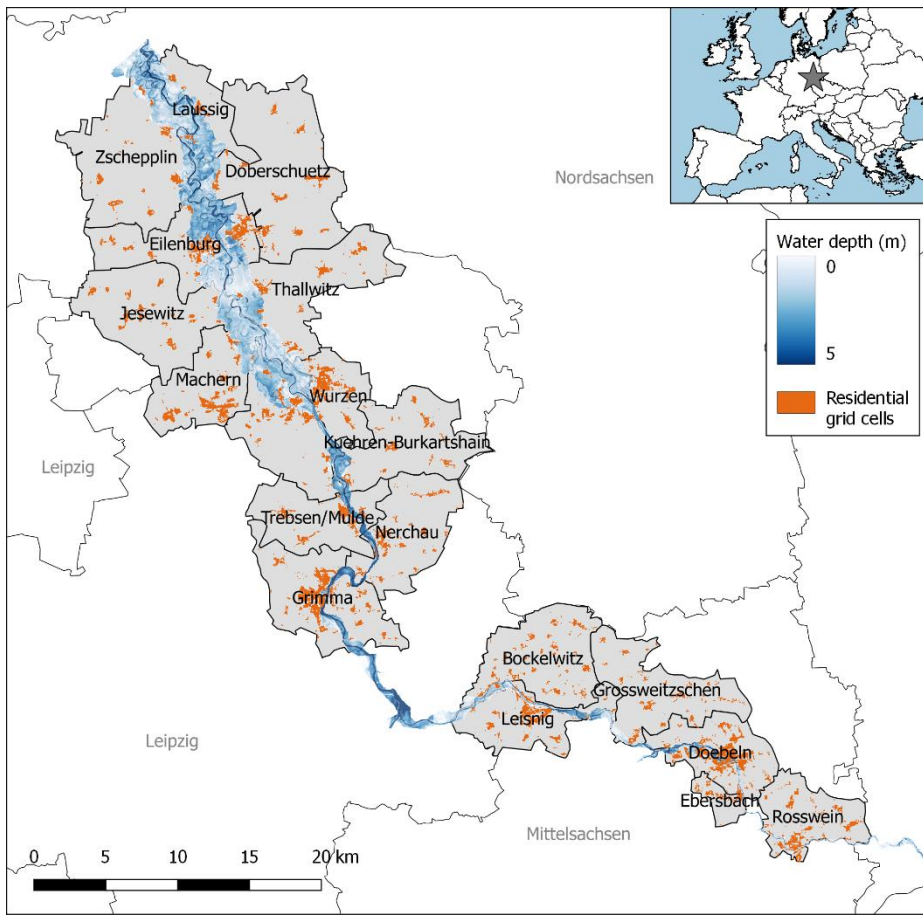 Laussig
Zschepplin
Doberschuetz
Nordsachsen
Eilenburg
Thallwitz
Jesewitz
Machern
Wurzen
Kuehren-Burkartshain
Leipzig
Trebsen/Mulde
Nerchau
Grimma
Bockelwitz
Grossweitzschen
Leisnig
Leipzig
Doebeln
Ebersbach
Rosswein
Mittelsachsen
Water depth (m)
0
5
Residential
grid cells
0 5 10 15 20 km